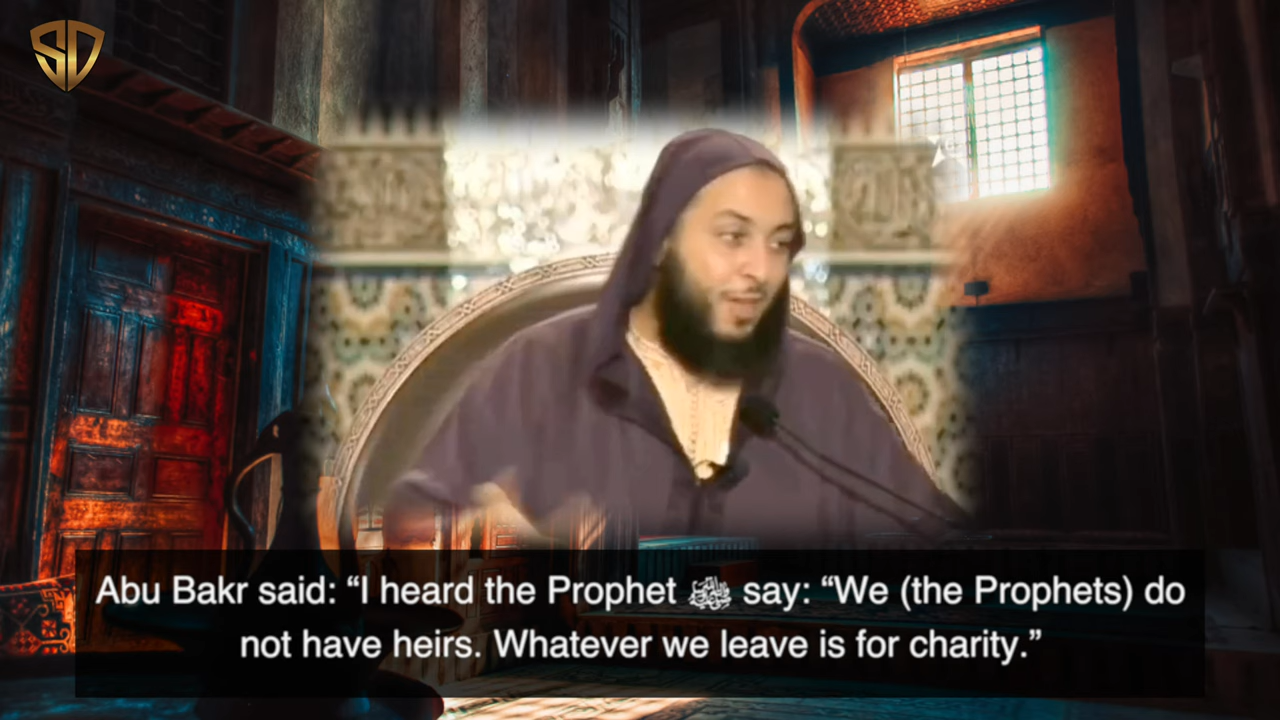 SD
Abu Bakr said: “I heard the Prophet ﷺ say: “We (the Prophets) do
not have heirs. Whatever we leave is for charity.”